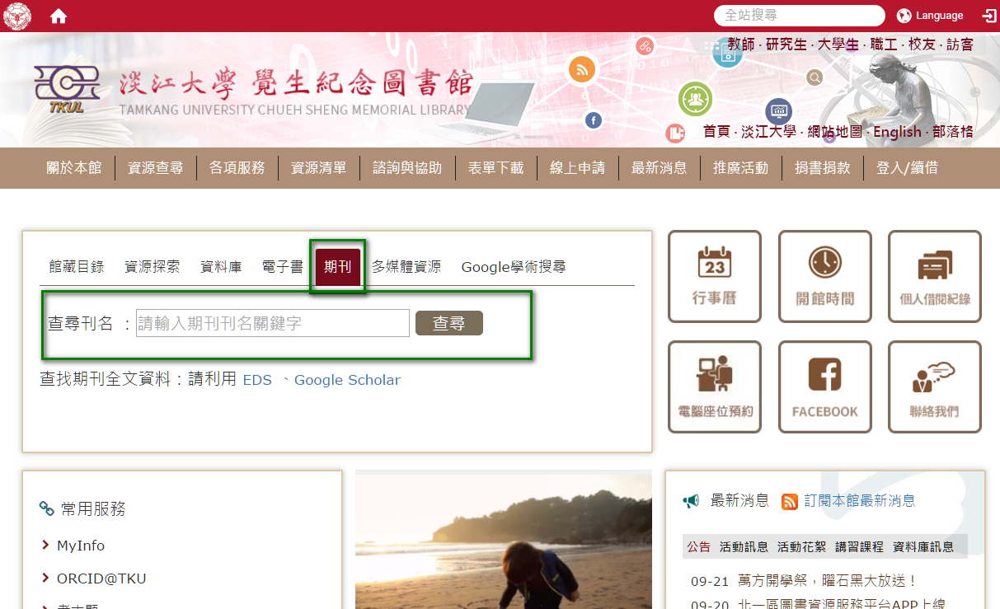 全站搜尋 Language
教師 · 研究生 · 大學生 · 職工 · 校友 · 訪客
淡江大學 覺生紀念圖書館
TKUL
TAMKANG UNIVERSITY CHUEH SHENG MEMORIAL LIBRARY
首頁 · 淡江大學 · 網站地圖 · English · 部落格
關於本館 資源查尋 各項服務 資源清單 諮詢與協助 表單下載 線上申請 最新消息 推廣活動 捐書捐款 登入/續借
館藏目錄 資源探索 資料庫 電子書 期刊 多媒體資源 Google學術搜尋
查尋刊名 : 請輸入期刊刊名關鍵字 查尋
查找期刊全文資料：請利用 EDS 、Google Scholar
23
行事曆 開館時間 個人借閱紀錄
電腦座位預約 FACEBOOK 聯絡我們
常用服務
MyInfo
ORCID@TKU
考古題
最新消息 訂閱本館最新消息
公告 活動訊息 活動花絮 講習課程 資料庫訊息
09-21 萬方開學祭，曜石黑大放送！
09-20 北一區圖書資源服務平台APP上線